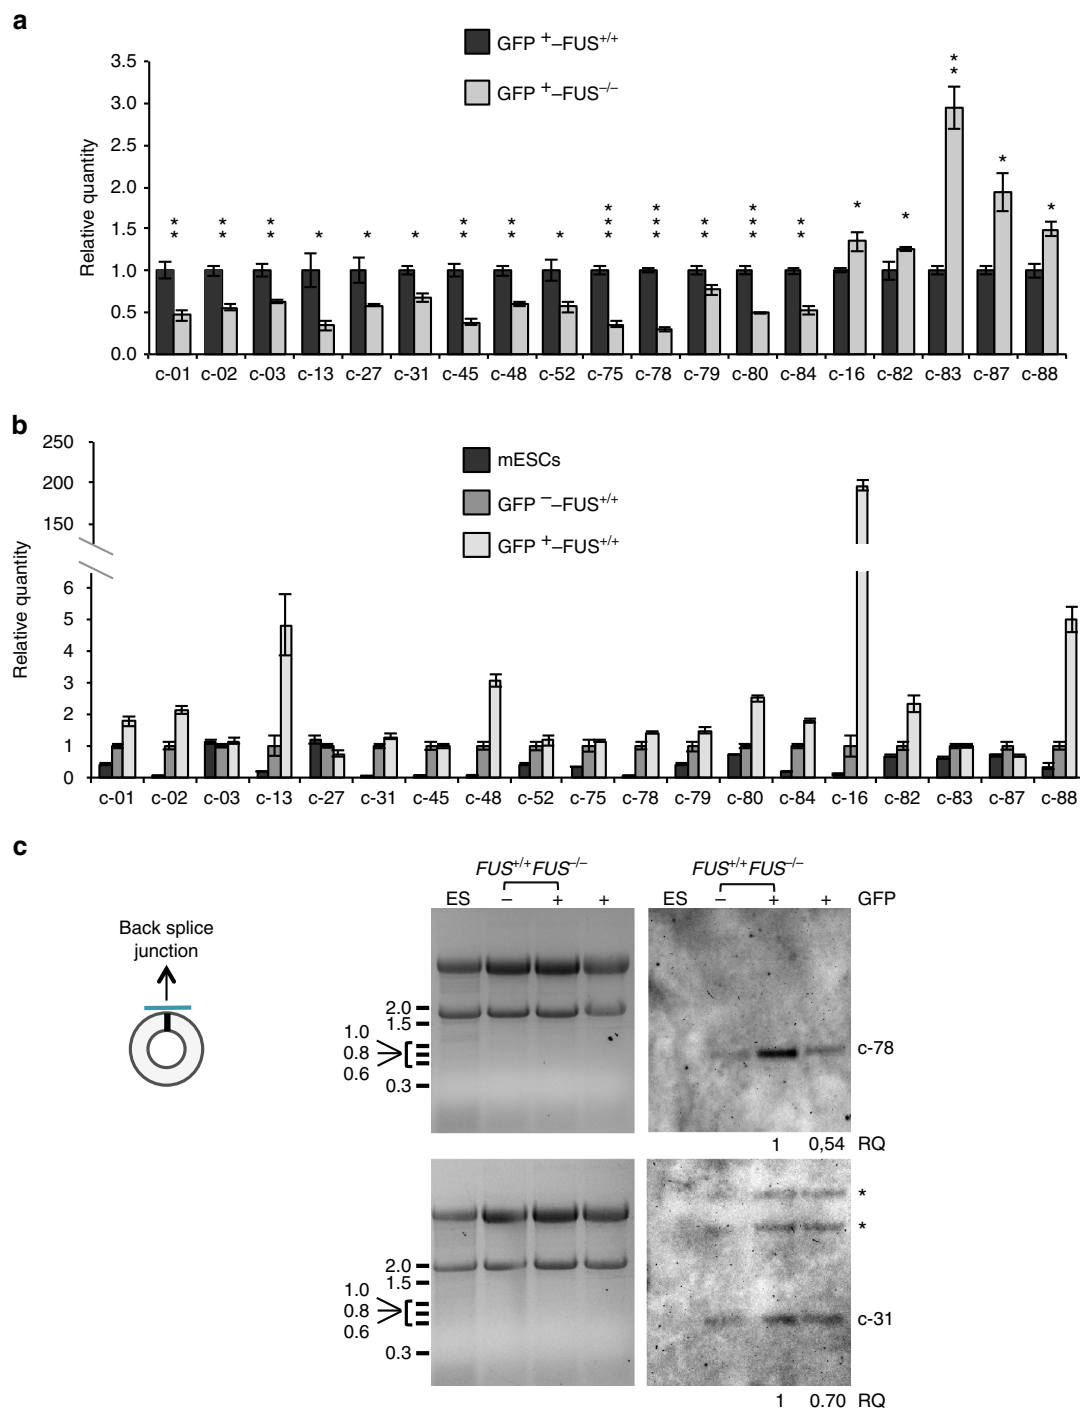 a
GFP +–FUS+/+
GFP +–FUS–/–
Relative quantity
3.5
3.0
2.5
2.0
1.5
1.0
0.5
0.0
** ** ** * * * ** ** * *** *** ** *** ** * * ** * *
c-01 c-02 c-03 c-13 c-27 c-31 c-45 c-48 c-52 c-75 c-78 c-79 c-80 c-84 c-16 c-82 c-83 c-87 c-88
b
mESCs
GFP ––FUS+/+
GFP +–FUS+/+
Relative quantity
250
200
150
6
5
4
3
2
1
0
c-01 c-02 c-03 c-13 c-27 c-31 c-45 c-48 c-52 c-75 c-78 c-79 c-80 c-84 c-16 c-82 c-83 c-87 c-88
c
Back splice
junction
FUS+/+ FUS–/– FUS+/+ FUS–/–
ES – + + ES – + + GFP
2.0
1.5
1.0
0.8
0.6
0.3
c-78
1 0,54 RQ
*
*
2.0
1.5
1.0
0.8
0.6
0.3
c-31
1 0.70 RQ